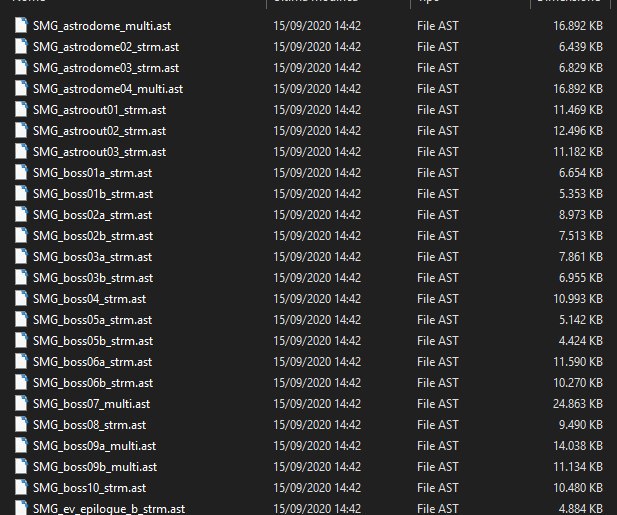 SMG_astrodome_multi.ast 15/09/2020 14:42 File AST 16.892 KB
SMG_astrodome02_strm.ast 15/09/2020 14:42 File AST 6.439 KB
SMG_astrodome03_strm.ast 15/09/2020 14:42 File AST 6.829 KB
SMG_astrodome04_multi.ast 15/09/2020 14:42 File AST 16.892 KB
SMG_astroout01_strm.ast 15/09/2020 14:42 File AST 11.469 KB
SMG_astroout02_strm.ast 15/09/2020 14:42 File AST 12.496 KB
SMG_astroout03_strm.ast 15/09/2020 14:42 File AST 11.182 KB
SMG_boss01a_strm.ast 15/09/2020 14:42 File AST 6.654 KB
SMG_boss01b_strm.ast 15/09/2020 14:42 File AST 5.353 KB
SMG_boss02a_strm.ast 15/09/2020 14:42 File AST 8.973 KB
SMG_boss02b_strm.ast 15/09/2020 14:42 File AST 7.513 KB
SMG_boss03a_strm.ast 15/09/2020 14:42 File AST 7.861 KB
SMG_boss03b_strm.ast 15/09/2020 14:42 File AST 6.955 KB
SMG_boss04_strm.ast 15/09/2020 14:42 File AST 10.993 KB
SMG_boss05a_strm.ast 15/09/2020 14:42 File AST 5.142 KB
SMG_boss05b_strm.ast 15/09/2020 14:42 File AST 4.424 KB
SMG_boss06a_strm.ast 15/09/2020 14:42 File AST 11.590 KB
SMG_boss06b_strm.ast 15/09/2020 14:42 File AST 10.270 KB
SMG_boss07_multi.ast 15/09/2020 14:42 File AST 24.863 KB
SMG_boss08_strm.ast 15/09/2020 14:42 File AST 9.490 KB
SMG_boss09a_multi.ast 15/09/2020 14:42 File AST 14.038 KB
SMG_boss09b_multi.ast 15/09/2020 14:42 File AST 11.134 KB
SMG_boss10_strm.ast 15/09/2020 14:42 File AST 10.480 KB
SMG_ev_epilogue_b_strm.ast 15/09/2020 14:42 File AST 4.884 KB